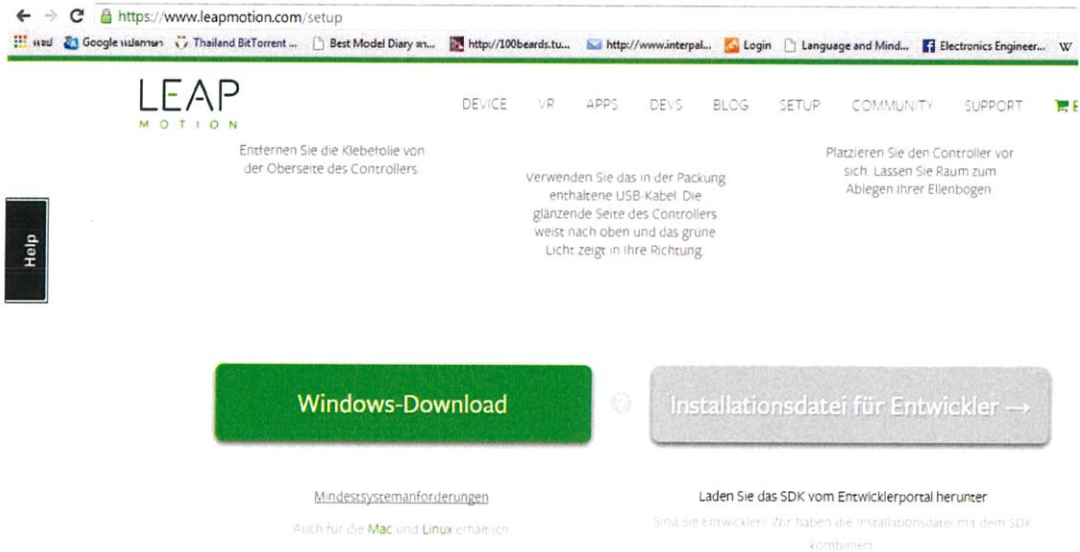 https://www.leapmotion.com/setup
แอป Google แปลภาษา Thailand BitTorrent ... Best Model Diary ... http://100beards.tu... http://www.interpal... Login Language and Mind... Electronics Engineer... W
LEAP
MOTION
DEVICE VR APPS DEVS BLOG SETUP COMMUNITY SUPPORT E
Entfernen Sie die Klebefolie von
der Oberseite des Controllers.
Verwenden Sie das in der Packung
enthaltene USB-Kabel. Die
glänzende Seite des Controllers
weist nach oben und das grüne
Licht zeigt in Ihre Richtung.
Platzieren Sie den Controller vor
sich. Lassen Sie Raum zum
Ablegen Ihrer Ellenbogen.
Help
Windows-Download
Installationsdatei für Entwickler →
Mindestsystemanforderungen
Auch für die Mac und Linux erhältlich.
Laden Sie das SDK vom Entwicklerportal herunter
Sind Sie Entwickler? Wir haben die Installationsdatei mit dem SDK
kombiniert